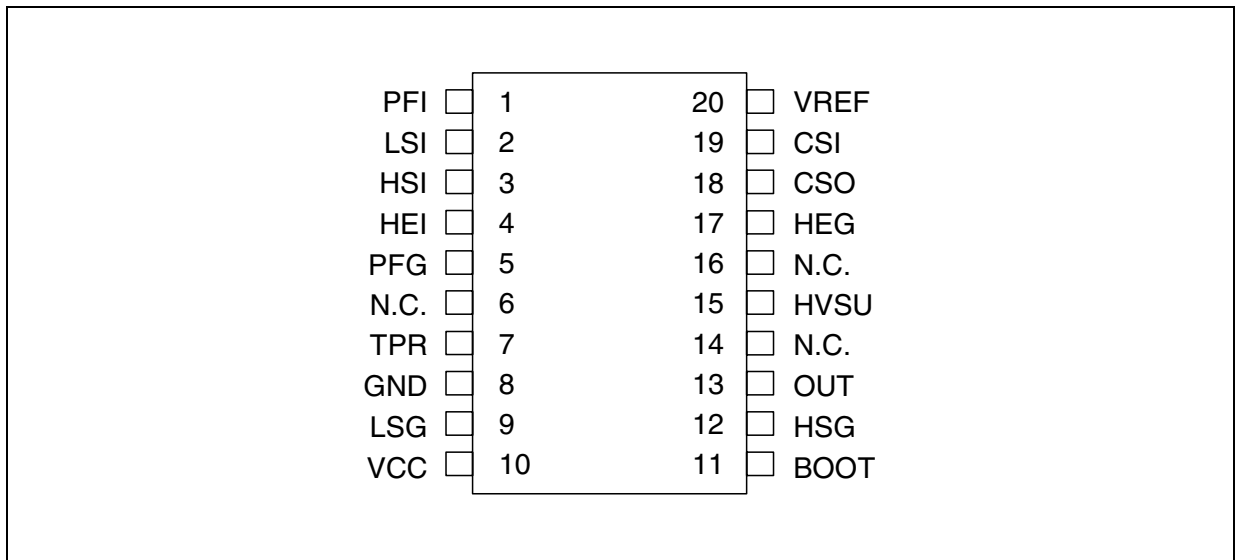 PFI 1 20 VREF
LSI 2 19 CSI
HSI 3 18 CSO
HEI 4 17 HEG
PFG 5 16 N.C.
N.C. 6 15 HVSU
TPR 7 14 N.C.
GND 8 13 OUT
LSG 9 12 HSG
VCC 10 11 BOOT